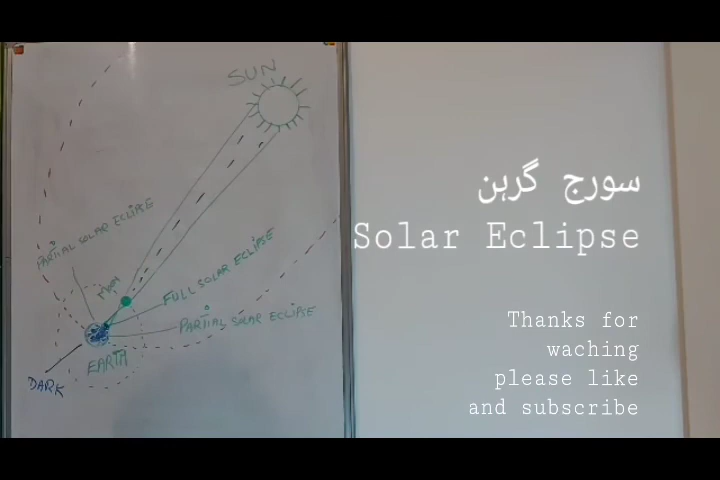 SUN
PARTIAL SOLAR ECLIPSE
MOON
FULL SOLAR ECLIPSE
PARTIAL SOLAR ECLIPSE
EARTH
DARK
سورج گرہن
Solar Eclipse
Thanks for
waching
please like
and subscribe